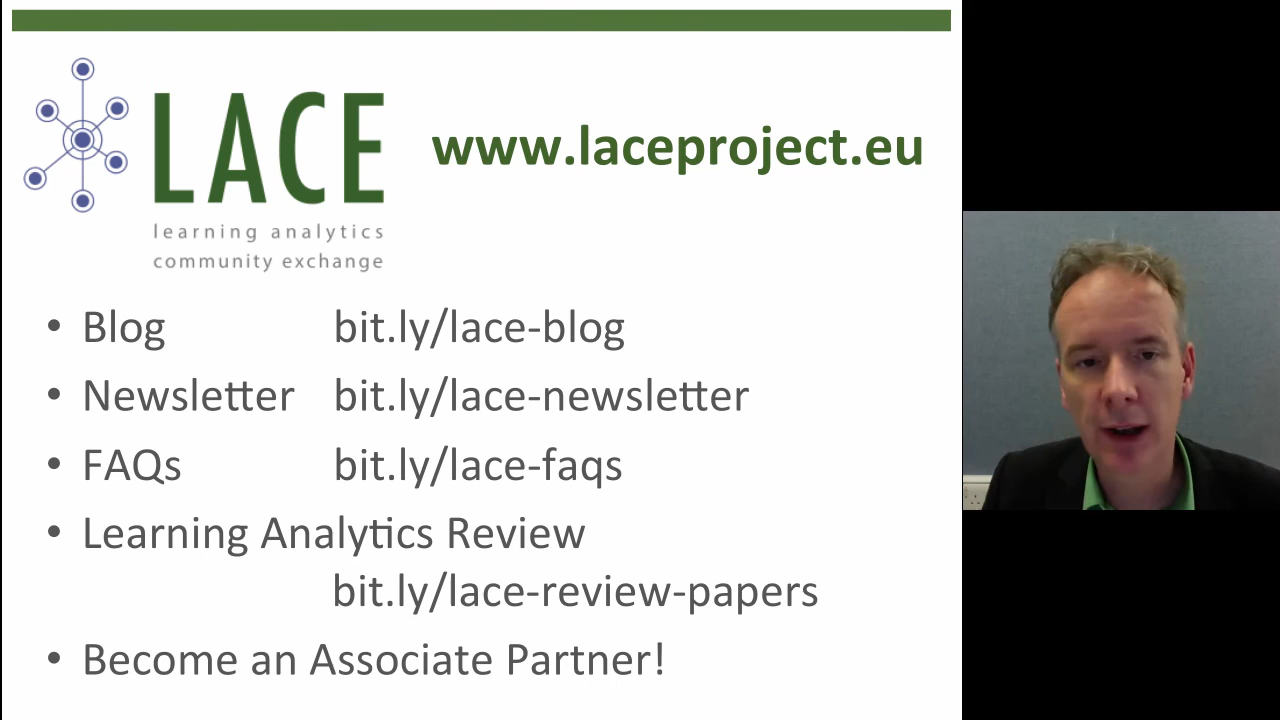 LACE
learning analytics
community exchange
www.laceproject.eu
• Blog bit.ly/lace-blog
• Newsletter bit.ly/lace-newsletter
• FAQs bit.ly/lace-faqs
• Learning Analytics Review
bit.ly/lace-review-papers
• Become an Associate Partner!